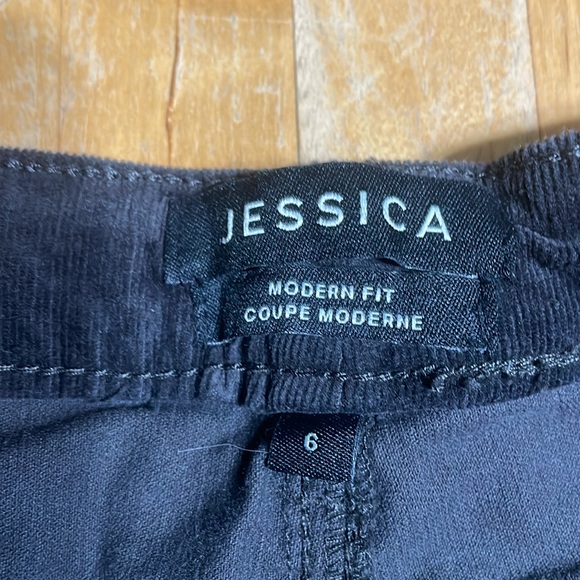 JESSICA
MODERN FIT
COUPE MODERNE
6